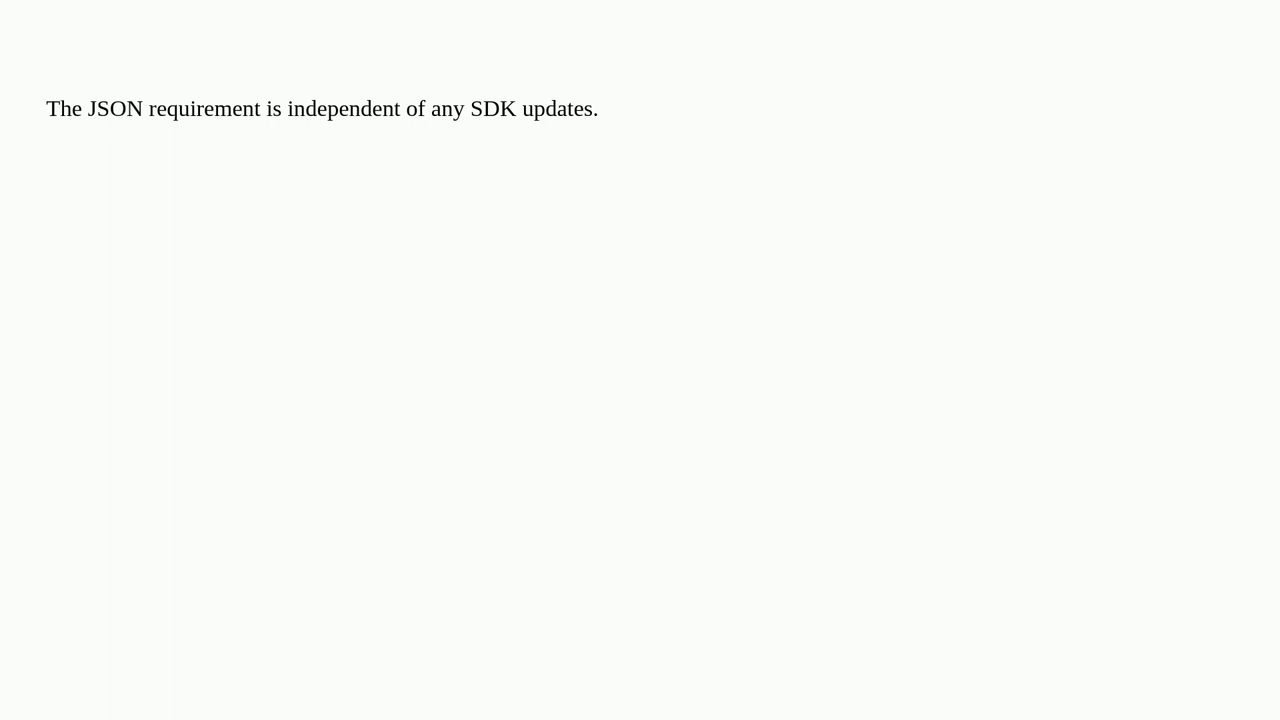 The JSON requirement is independent of any SDK updates.